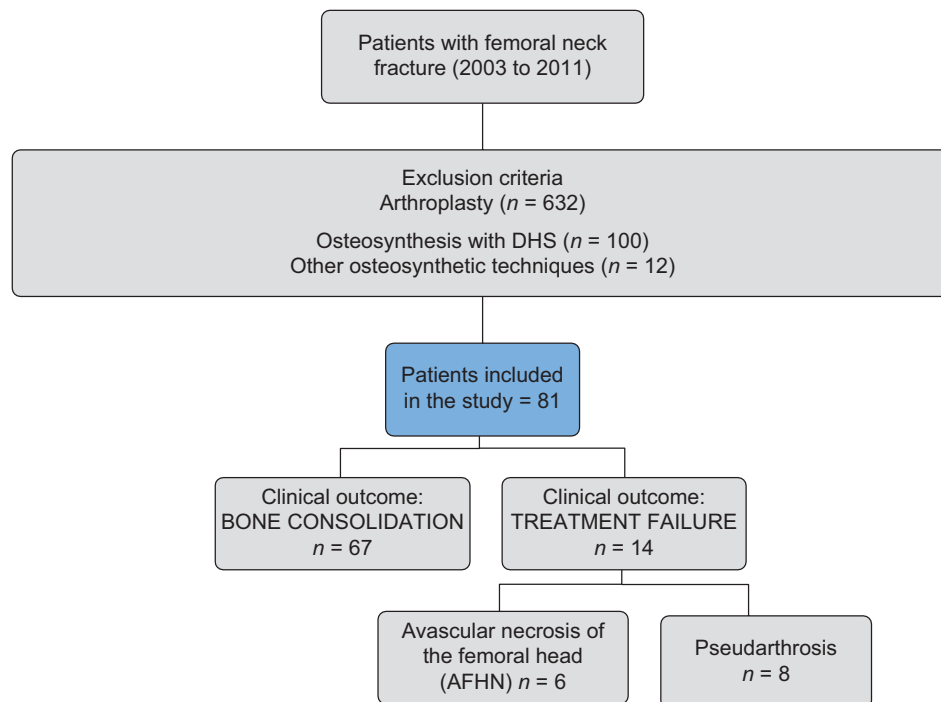 Patients with femoral neck
fracture (2003 to 2011)
Exclusion criteria
Arthroplasty (n = 632)
Osteosynthesis with DHS (n = 100)
Other osteosynthetic techniques (n = 12)
Patients included
in the study = 81
Clinical outcome:
BONE CONSOLIDATION
n = 67
Clinical outcome:
TREATMENT FAILURE
n = 14
Avascular necrosis of
the femoral head
(AFHN) n = 6
Pseudarthrosis
n = 8